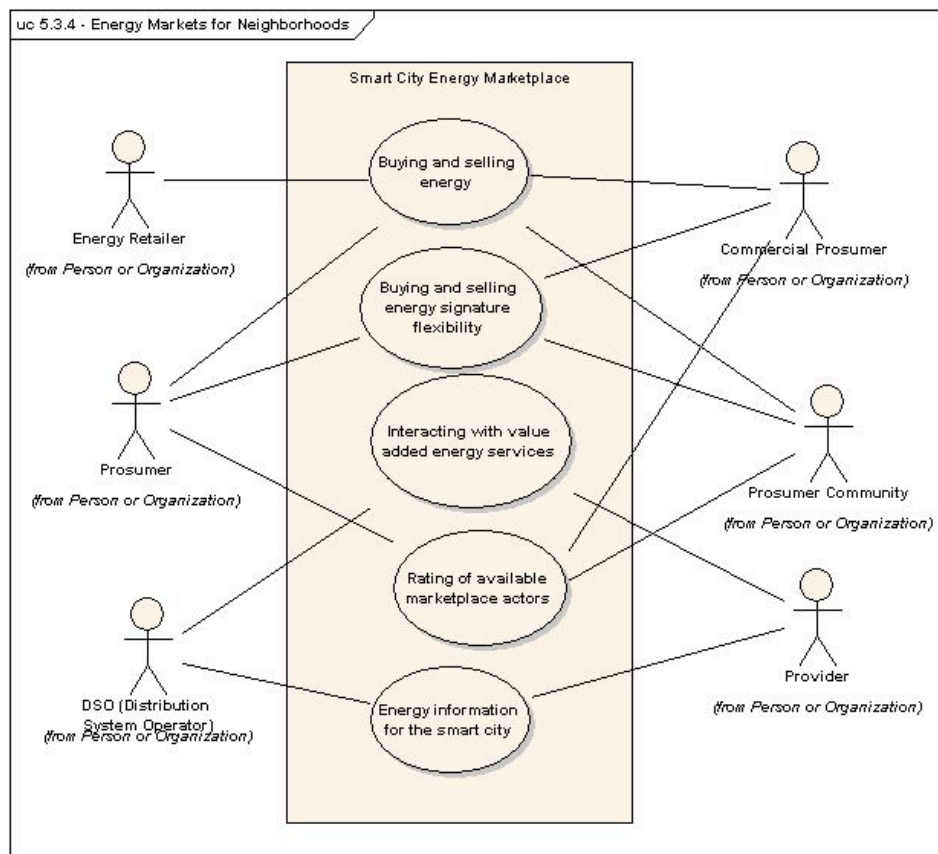 uc 5.3.4 - Energy Markets for Neighborhoods
Smart City Energy Marketplace
Buying and selling
energy
Energy Retailer
(from Person or Organization)
Commercial Prosumer
(from Person or Organization)
Buying and selling
energy signature
flexibility
Prosumer
(from Person or Organization)
Interacting with value
added energy services
Prosumer Community
(from Person or Organization)
Rating of available
marketplace actors
DSO (Distribution
System Operator)
(from Person or Organization)
Provider
(from Person or Organization)
Energy information
for the smart city